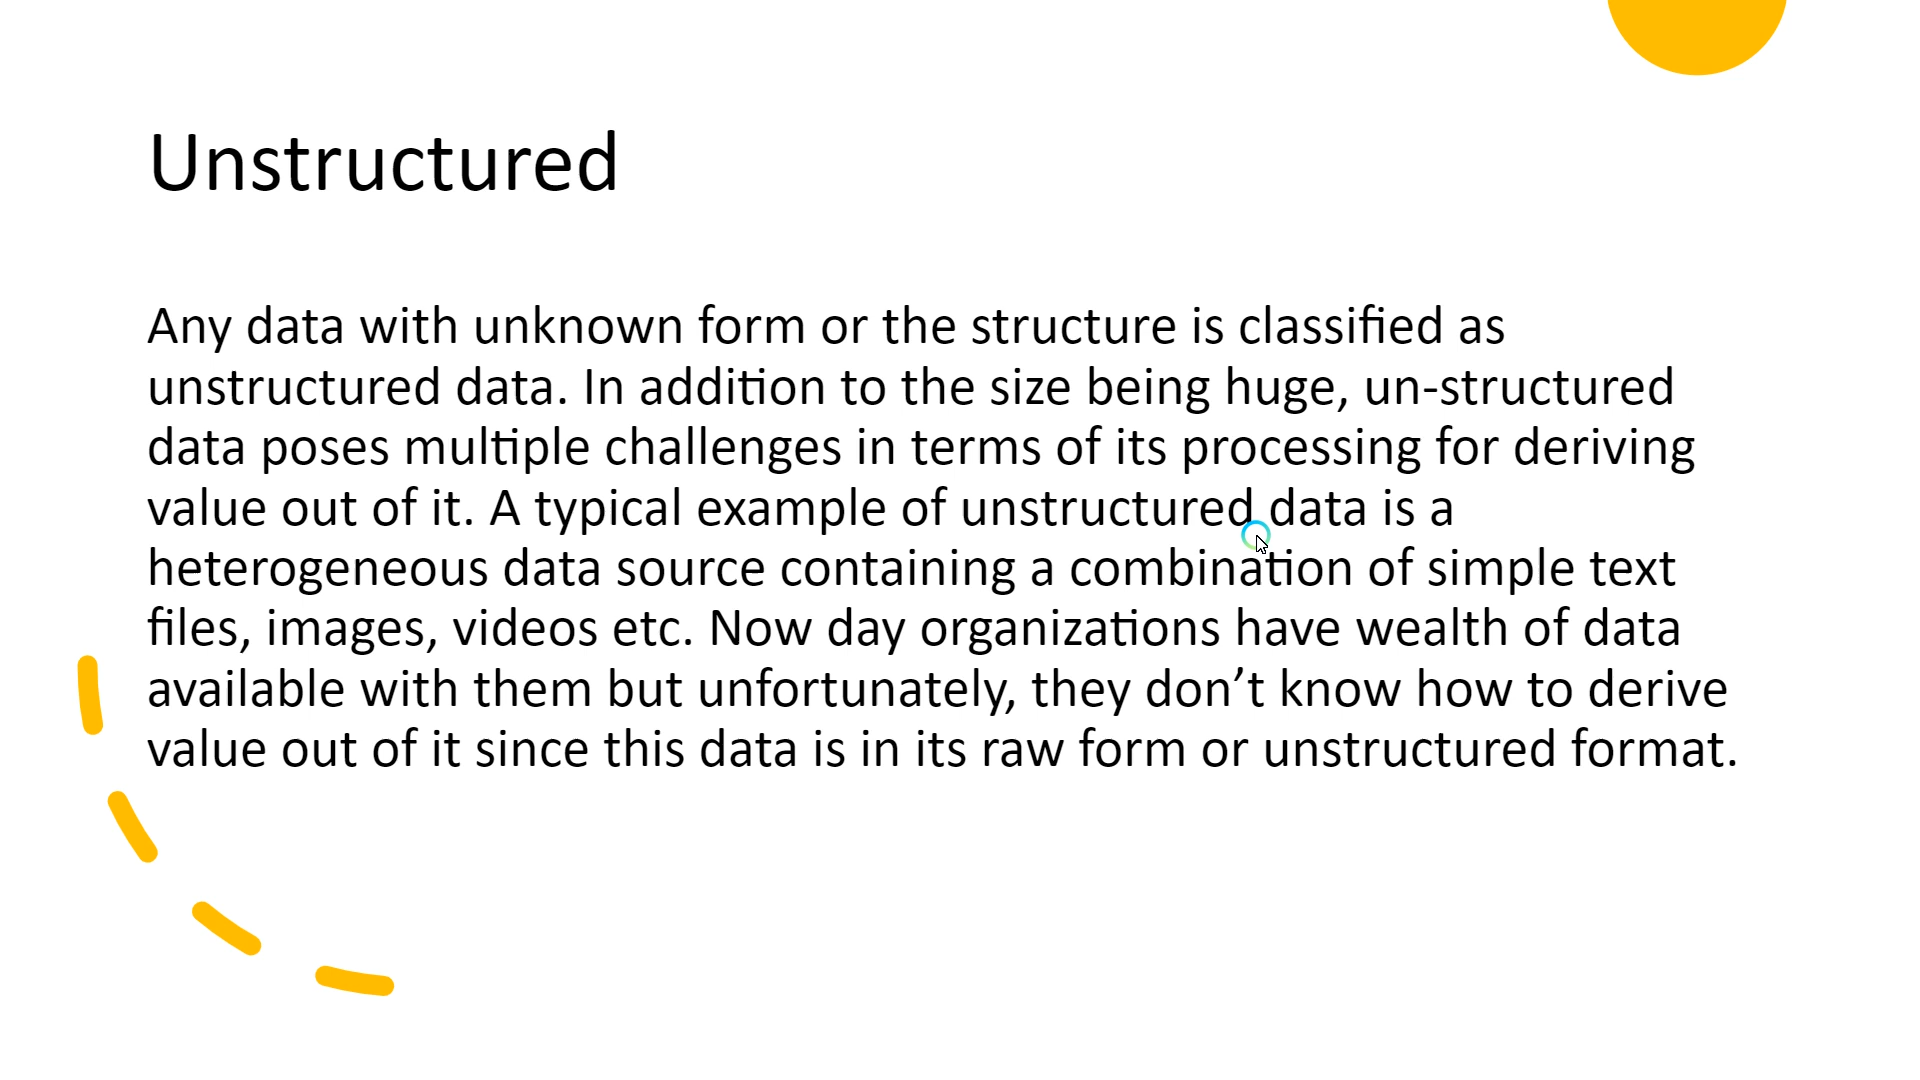 Unstructured
Any data with unknown form or the structure is classified as
unstructured data. In addition to the size being huge, un-structured
data poses multiple challenges in terms of its processing for deriving
value out of it. A typical example of unstructured data is a
heterogeneous data source containing a combination of simple text
files, images, videos etc. Now day organizations have wealth of data
available with them but unfortunately, they don’t know how to derive
value out of it since this data is in its raw form or unstructured format.